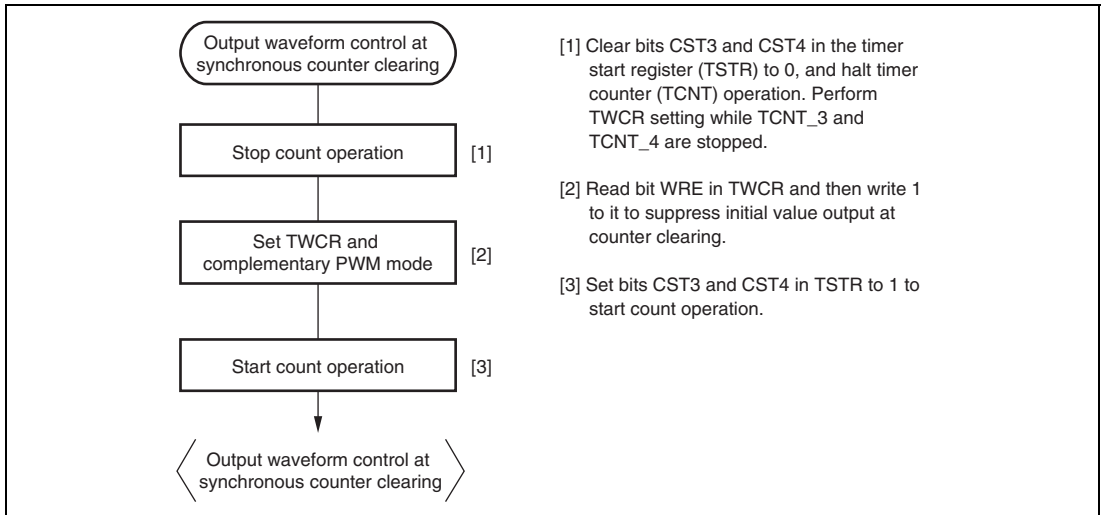 Output waveform control at
synchronous counter clearing
Stop count operation
[1]
Set TWCR and
complementary PWM mode
[2]
Start count operation
[3]
Output waveform control at
synchronous counter clearing
[1] Clear bits CST3 and CST4 in the timer
start register (TSTR) to 0, and halt timer
counter (TCNT) operation. Perform
TWCR setting while TCNT_3 and
TCNT_4 are stopped.
[2] Read bit WRE in TWCR and then write 1
to it to suppress initial value output at
counter clearing.
[3] Set bits CST3 and CST4 in TSTR to 1 to
start count operation.